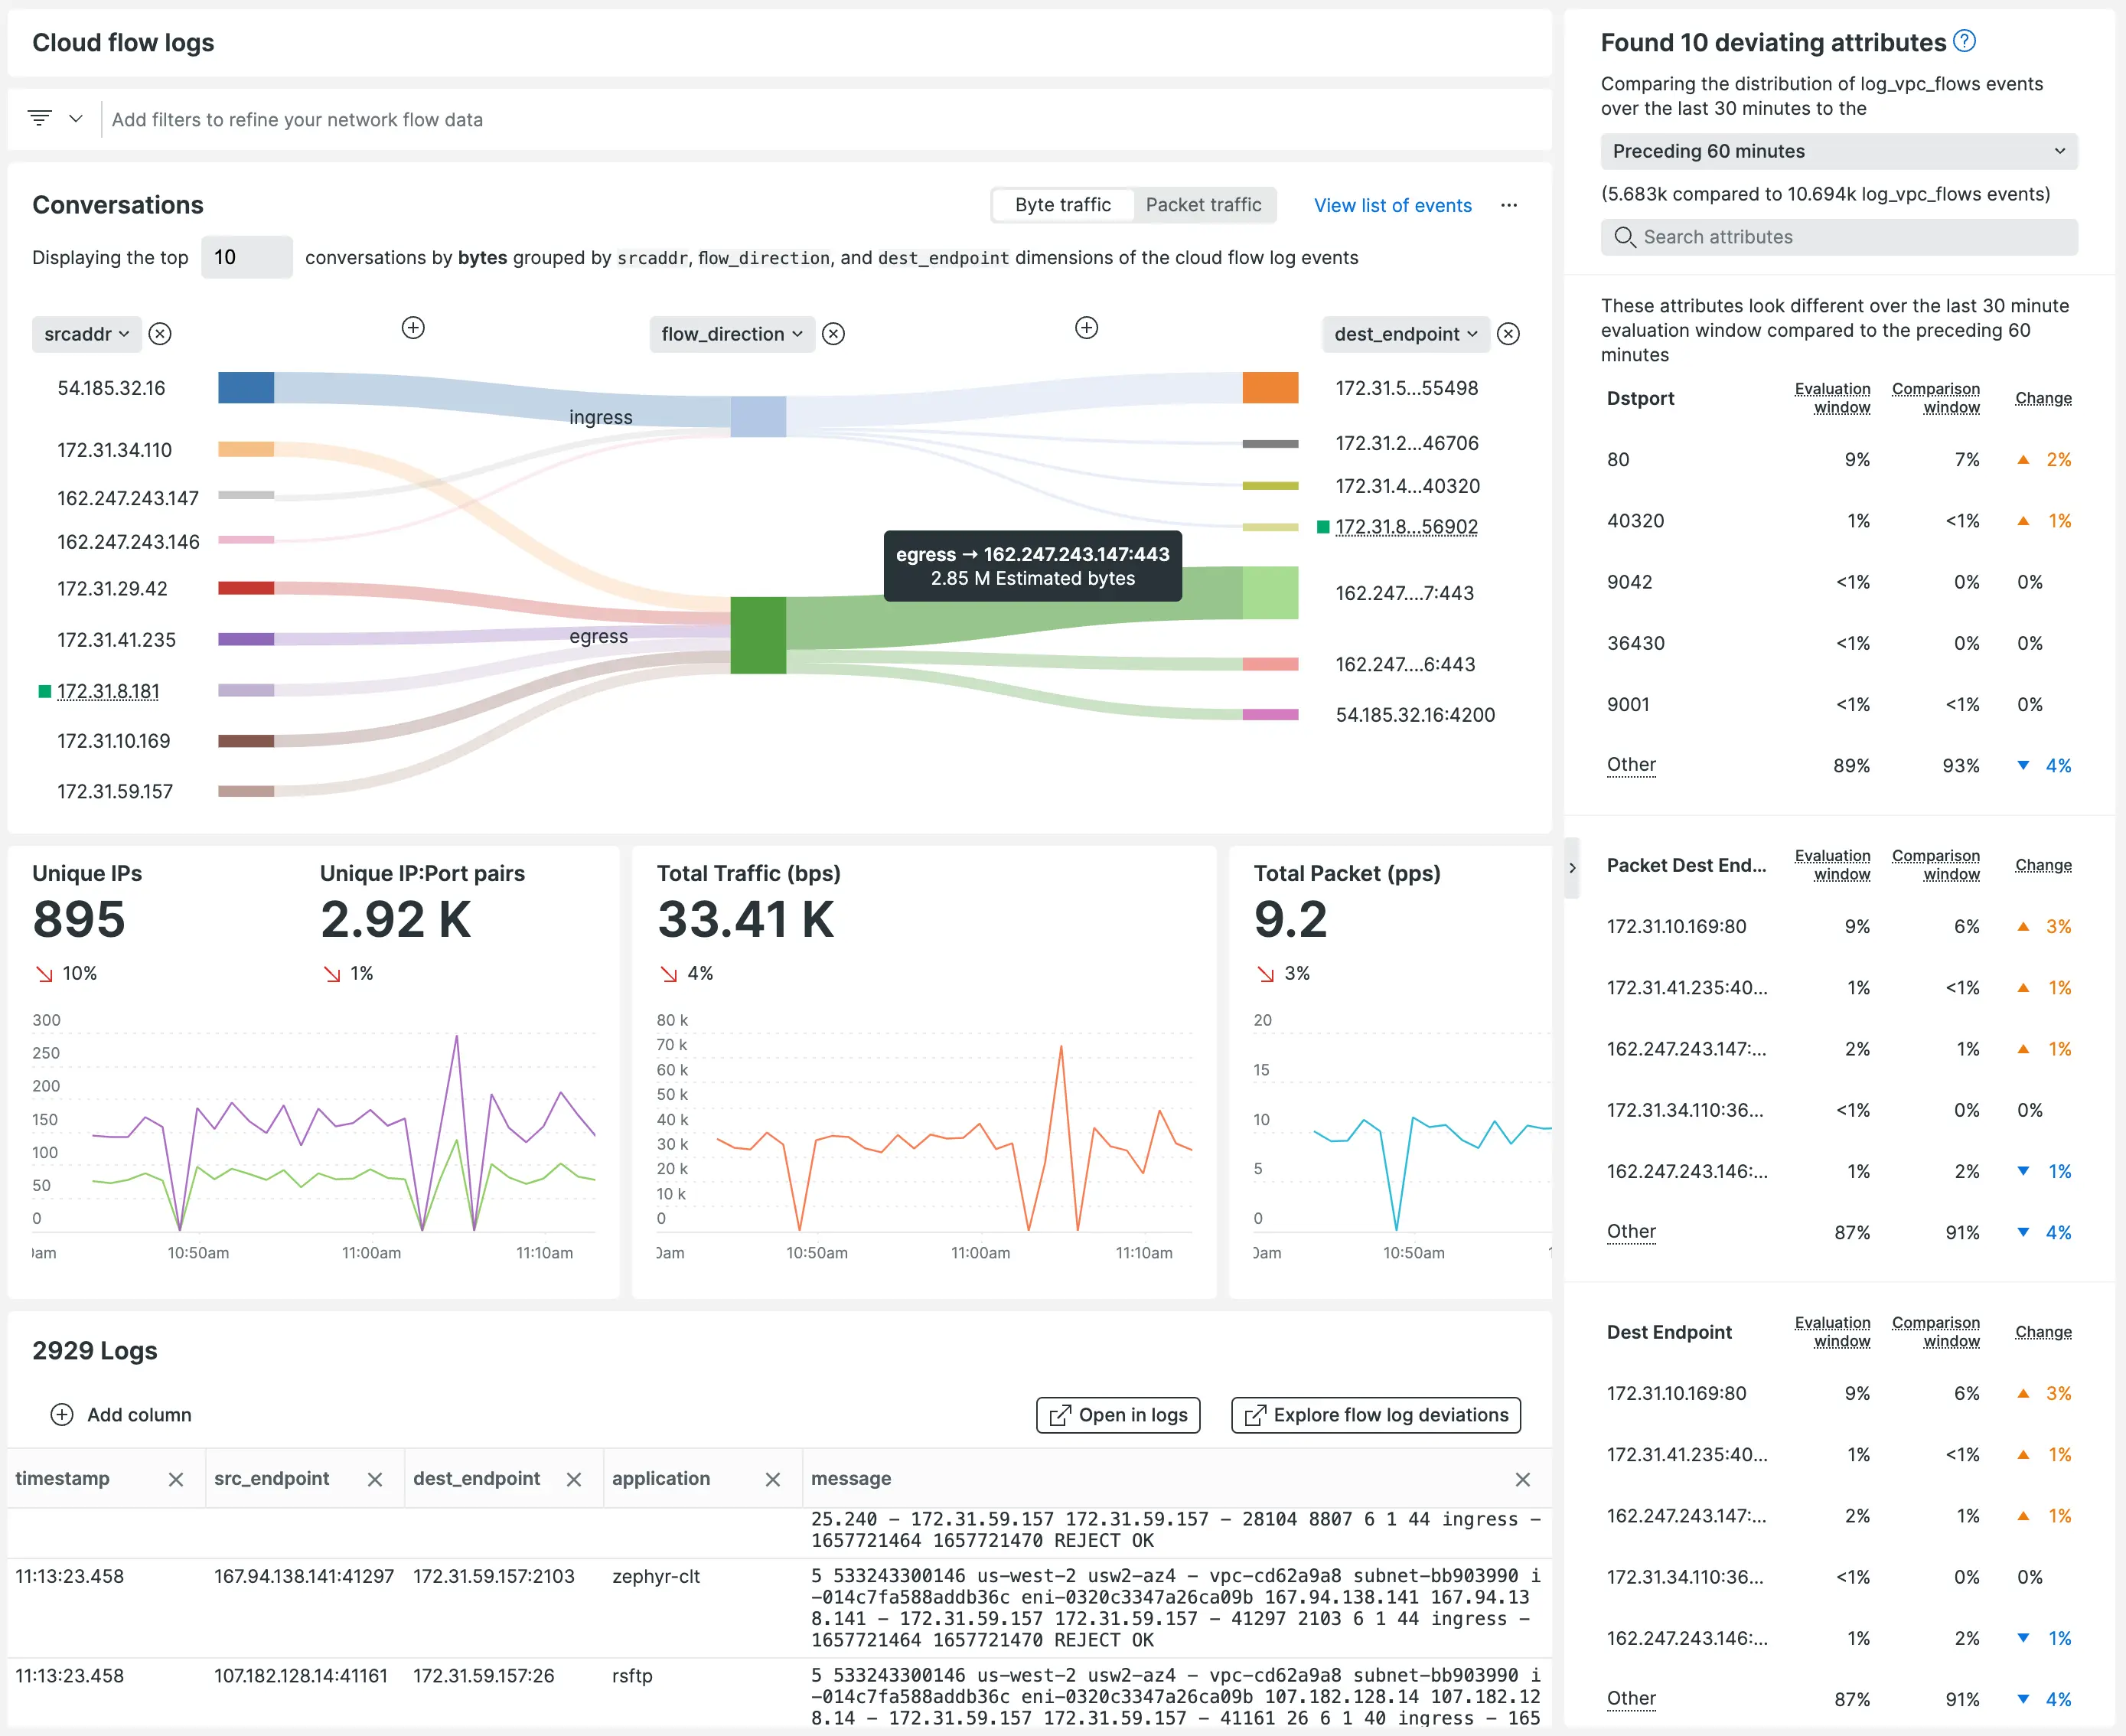 Cloud flow logs
Add filters to refine your network flow data
Conversations
Byte traffic
Packet traffic
View list of events
...
Displaying the top 10 conversations by bytes grouped by srcaddr, flow_direction, and dest_endpoint dimensions of the cloud flow log events
srcaddr
flow_direction
dest_endpoint
54.185.32.16
172.31.34.110
162.247.243.147
162.247.243.146
172.31.29.42
172.31.41.235
172.31.8.181
172.31.10.169
172.31.59.157
ingress
egress
egress → 162.247.243.147:443
2.85 M Estimated bytes
172.31.5...55498
172.31.2...46706
172.31.4...40320
172.31.8...56902
162.247....7:443
162.247....6:443
54.185.32.16:4200
Unique IPs
895
10%
Unique IP:Port pairs
2.92 K
1%
300
250
200
150
100
50
0
10:50am
11:00am
11:10am
Total Traffic (bps)
33.41 K
4%
80 k
70 k
60 k
50 k
40 k
30 k
20 k
10 k
0
0am
10:50am
11:00am
11:10am
Total Packet (pps)
9.2
3%
20
15
10
5
0
0am
10:50am
2929 Logs
Add column
Open in logs
Explore flow log deviations
timestamp src_endpoint dest_endpoint application message
25.240 – 172.31.59.157 172.31.59.157 – 28104 8807 6 1 44 ingress –
1657721464 1657721470 REJECT OK
11:13:23.458 167.94.138.141:41297 172.31.59.157:2103 zephyr-clt 5 533243300146 us-west-2 usw2-az4 – vpc-cd62a9a8 subnet-bb903990 i
-014c7fa588addb36c eni-0320c3347a26ca09b 167.94.138.141 167.94.13
8.141 – 172.31.59.157 172.31.59.157 – 41297 2103 6 1 44 ingress –
1657721464 1657721470 REJECT OK
11:13:23.458 107.182.128.14:41161 172.31.59.157:26 rsftp 5 533243300146 us-west-2 usw2-az4 – vpc-cd62a9a8 subnet-bb903990 i
-014c7fa588addb36c eni-0320c3347a26ca09b 107.182.128.14 107.182.12
8.14 – 172.31.59.157 172.31.59.157 – 41161 26 6 1 40 ingress – 165
Found 10 deviating attributes ?
Comparing the distribution of log_vpc_flows events
over the last 30 minutes to the
Preceding 60 minutes
(5.683k compared to 10.694k log_vpc_flows events)
Search attributes
These attributes look different over the last 30 minute
evaluation window compared to the preceding 60
minutes
Dstport Evaluation window Comparison window Change
80 9% 7% 2%
40320 1% <1% 1%
9042 <1% 0% 0%
36430 <1% 0% 0%
9001 <1% <1% 0%
Other 89% 93% 4%
Packet Dest End... Evaluation window Comparison window Change
172.31.10.169:80 9% 6% 3%
172.31.41.235:40... 1% <1% 1%
162.247.243.147:... 2% 1% 1%
172.31.34.110:36... <1% 0% 0%
162.247.243.146:... 1% 2% 1%
Other 87% 91% 4%
Dest Endpoint Evaluation window Comparison window Change
172.31.10.169:80 9% 6% 3%
172.31.41.235:40... 1% <1% 1%
162.247.243.147:... 2% 1% 1%
172.31.34.110:36... <1% 0% 0%
162.247.243.146:... 1% 2% 1%
Other 87% 91% 4%